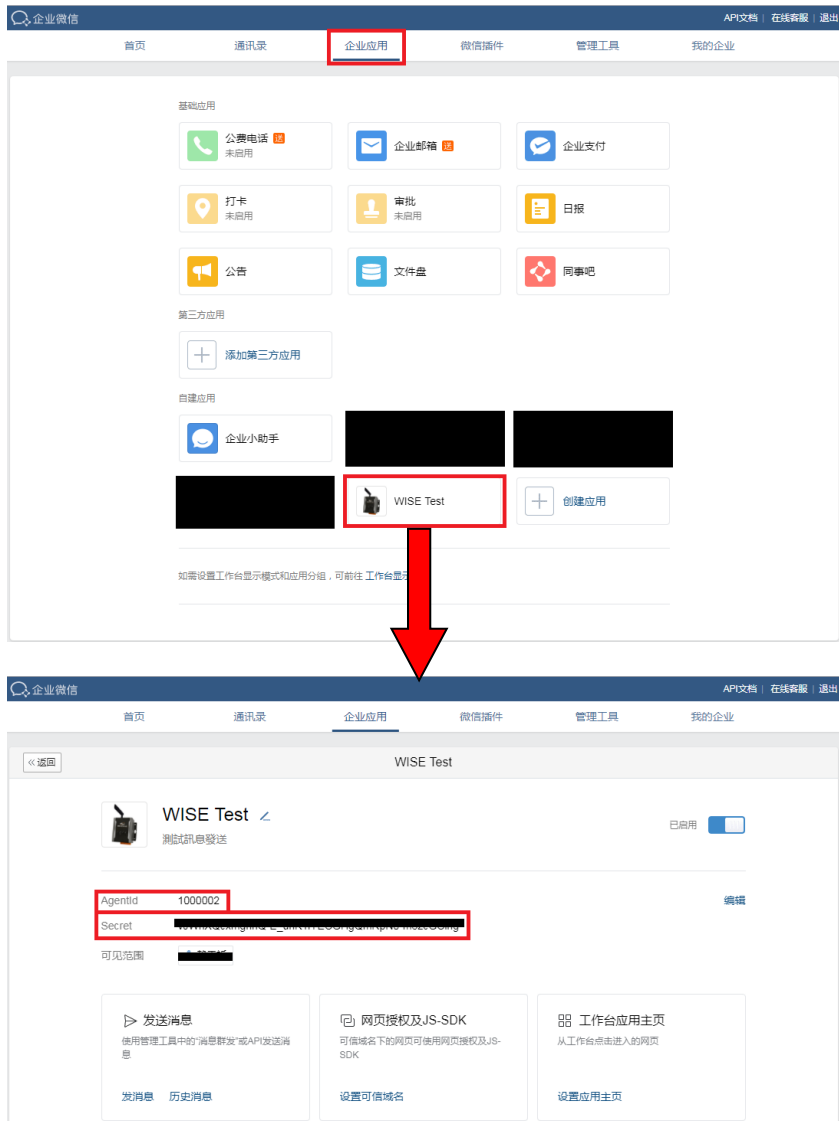 企业微信
API文档 | 在线客服 | 退出
首页 通讯录 企业应用 微信插件 管理工具 我的企业
基础应用
公费电话 送
未启用
企业邮箱 送
企业支付
打卡
未启用
审批
未启用
日报
公告
文件盘
同事吧
第三方应用
添加第三方应用
自建应用
企业小助手
WISE Test
创建应用
如需设置工作台显示模式和应用分组，可前往 工作台显示
企业微信
API文档 | 在线客服 | 退出
首页 通讯录 企业应用 微信插件 管理工具 我的企业
《返回
WISE Test
WISE Test
測試訊息發送
已启用
AgentId 1000002
编辑
Secret
可见范围
发送消息
使用管理工具中的“消息群发”或API发送消
息
发消息 历史消息
网页授权及JS-SDK
可信域名下的网页可使用网页授权及JS-
SDK
设置可信域名
工作台应用主页
从工作台点击进入的网页
设置应用主页